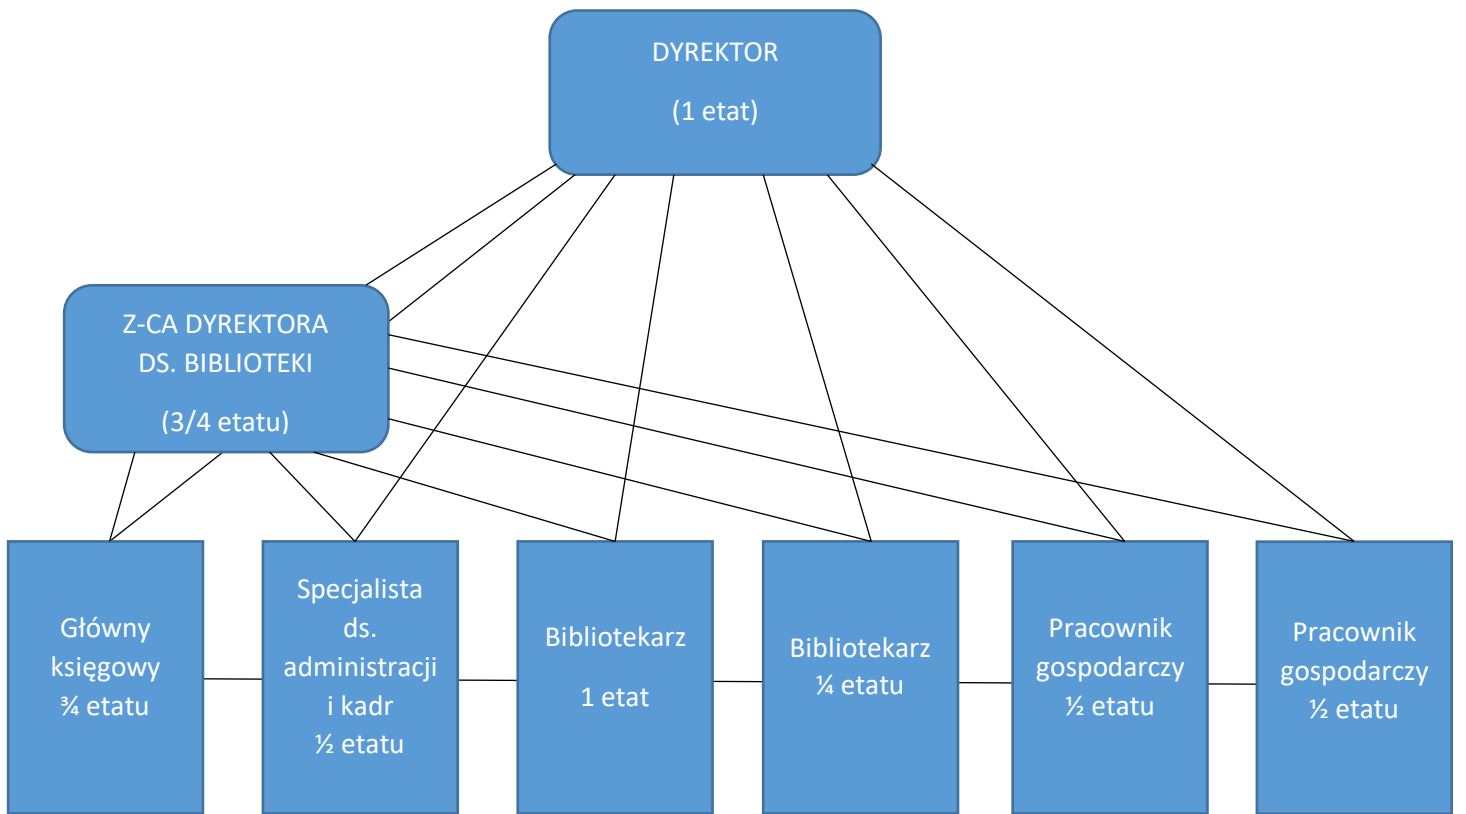 DYREKTOR
(1 etat)
Z-CA DYREKTORA
DS. BIBLIOTEKI
(3/4 etatu)
Główny
księgowy
¾ etatu
Specjalista
ds.
administracji
i kadr
½ etatu
Bibliotekarz
1 etat
Bibliotekarz
¼ etatu
Pracownik
gospodarczy
½ etatu
Pracownik
gospodarczy
½ etatu